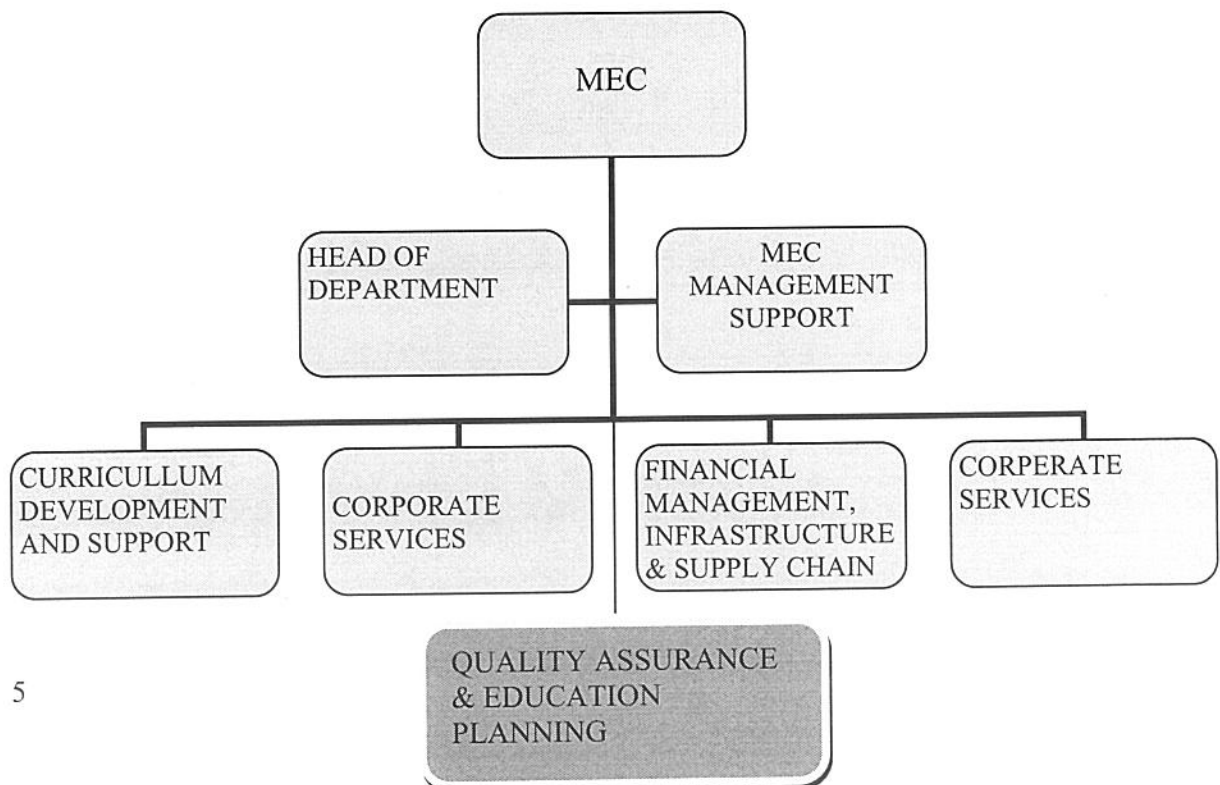 MEC
HEAD OF
DEPARTMENT
MEC
MANAGEMENT
SUPPORT
CURRICULLUM
DEVELOPMENT
AND SUPPORT
CORPORATE
SERVICES
FINANCIAL
MANAGEMENT,
INFRASTRUCTURE
& SUPPLY CHAIN
CORPERATE
SERVICES
QUALITY ASSURANCE
& EDUCATION
PLANNING
5